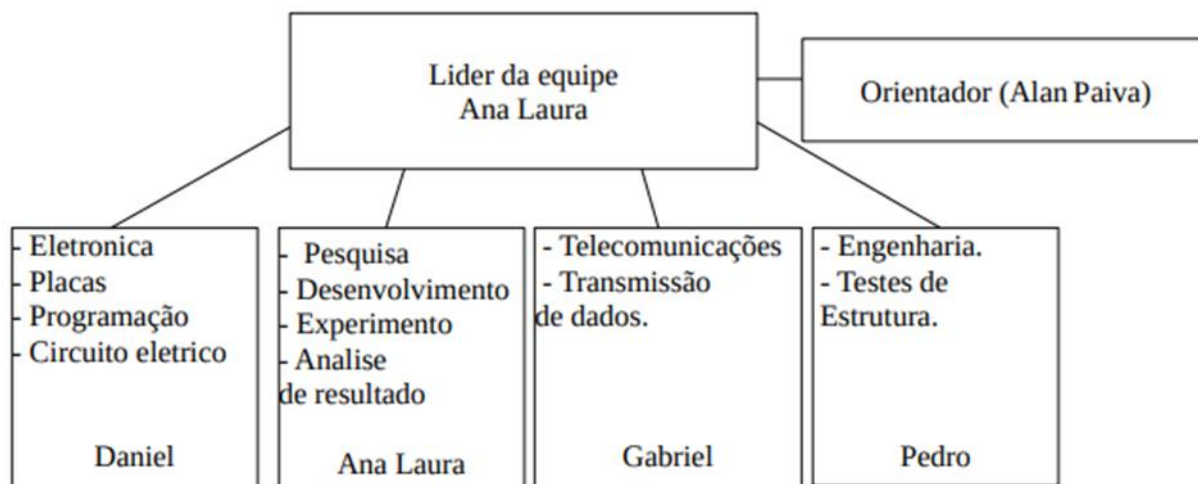 Lider da equipe
Ana Laura
Orientador (Alan Paiva)
- Eletronica
- Placas
- Programação
- Circuito eletrico
Daniel
- Pesquisa
- Desenvolvimento
- Experimento
- Analise
de resultado
Ana Laura
- Telecomunicações
- Transmissão
de dados.
Gabriel
- Engenharia.
- Testes de
Estrutura.
Pedro